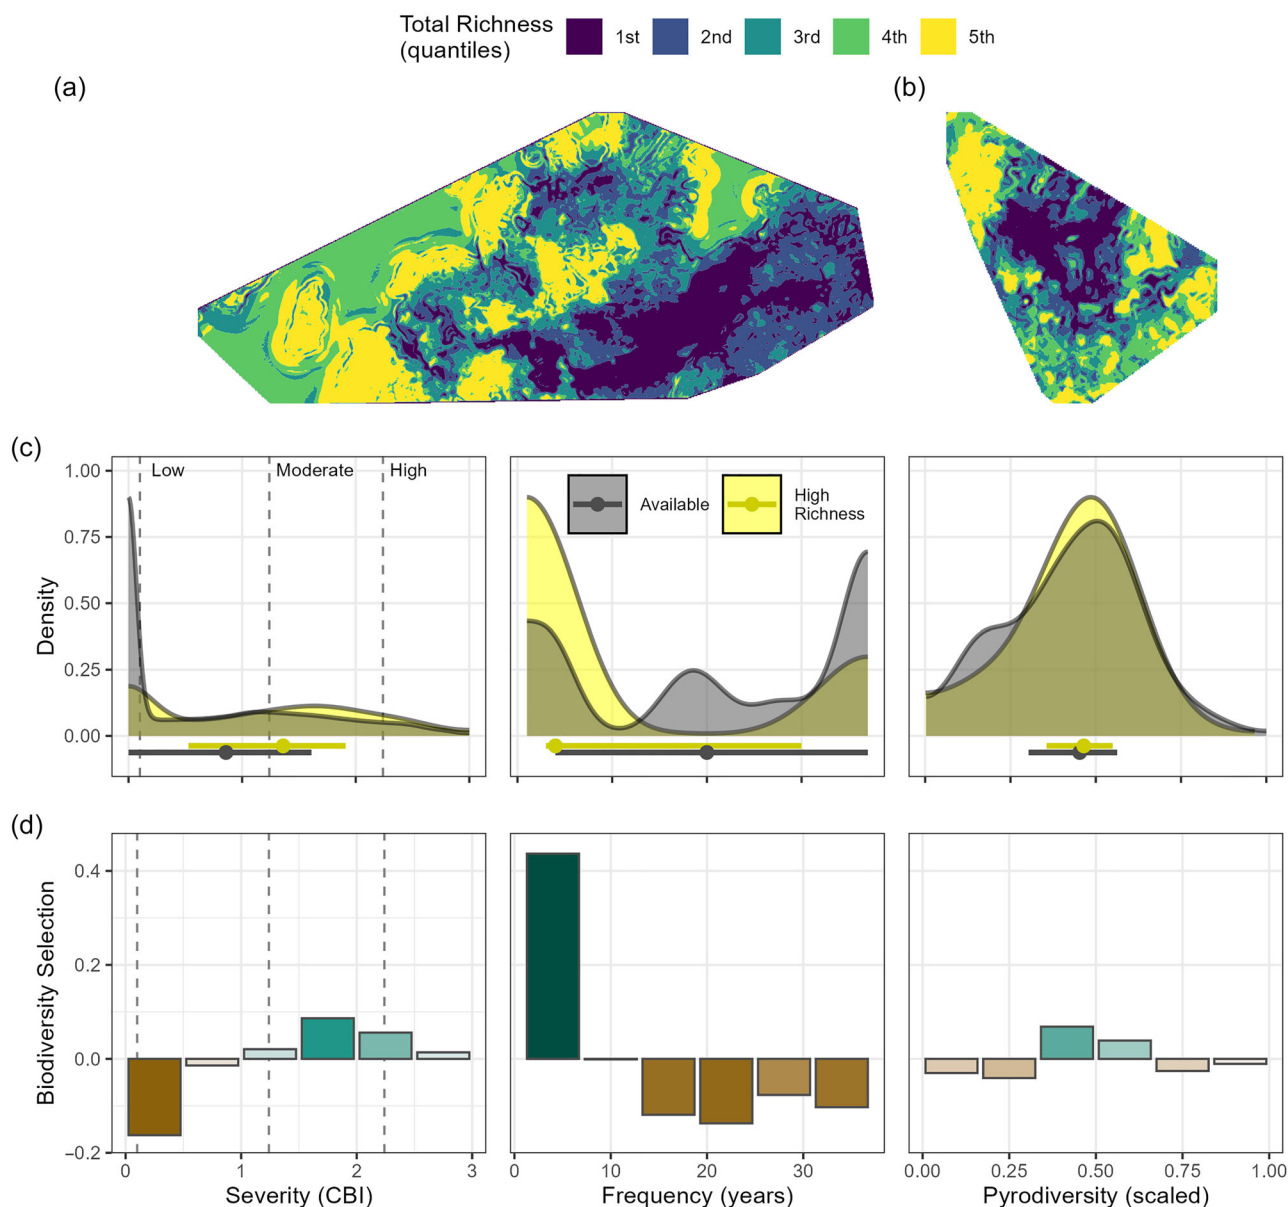 Total Richness
(quantiles)
1st
2nd
3rd
4th
5th
(a)
(b)
(c)
Low
Moderate
High
Available
High
Richness
1.00
0.75
0.50
0.25
0.00
Density
(d)
0.4
0.2
0.0
−0.2
Biodiversity Selection
0
1
2
3
Severity (CBI)
0
10
20
30
Frequency (years)
0.00
0.25
0.50
0.75
1.00
Pyrodiversity (scaled)